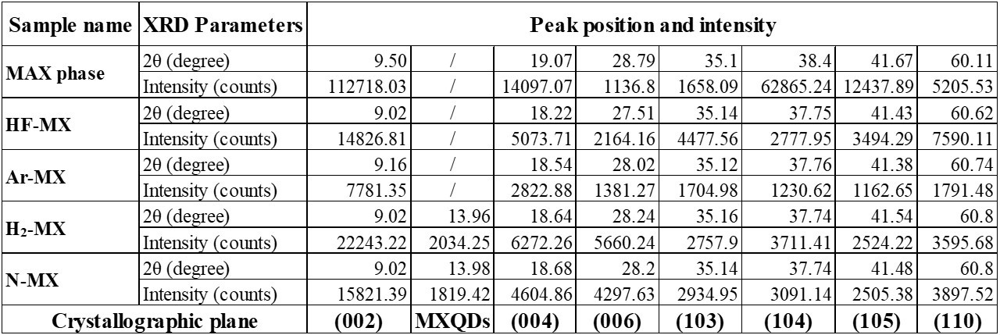 Sample name XRD Parameters Peak position and intensity
MAX phase
2θ (degree) 9.50 / 19.07 28.79 35.1 38.4 41.67 60.11
Intensity (counts) 112718.03 / 14097.07 1136.8 1658.09 62865.24 12437.89 5205.53
HF-MX
2θ (degree) 9.02 / 18.22 27.51 35.14 37.75 41.43 60.62
Intensity (counts) 14826.81 / 5073.71 2164.16 4477.56 2777.95 3494.29 7590.11
Ar-MX
2θ (degree) 9.16 / 18.54 28.02 35.12 37.76 41.38 60.74
Intensity (counts) 7781.35 / 2822.88 1381.27 1704.98 1230.62 1162.65 1791.48
H₂-MX
2θ (degree) 9.02 13.96 18.64 28.24 35.16 37.74 41.54 60.8
Intensity (counts) 22243.22 2034.25 6272.26 5660.24 2757.9 3711.41 2524.22 3595.68
N-MX
2θ (degree) 9.02 13.98 18.68 28.2 35.14 37.74 41.48 60.8
Intensity (counts) 15821.39 1819.42 4604.86 4297.63 2934.95 3091.14 2505.38 3897.52
Crystallographic plane (002) MXQDs (004) (006) (103) (104) (105) (110)